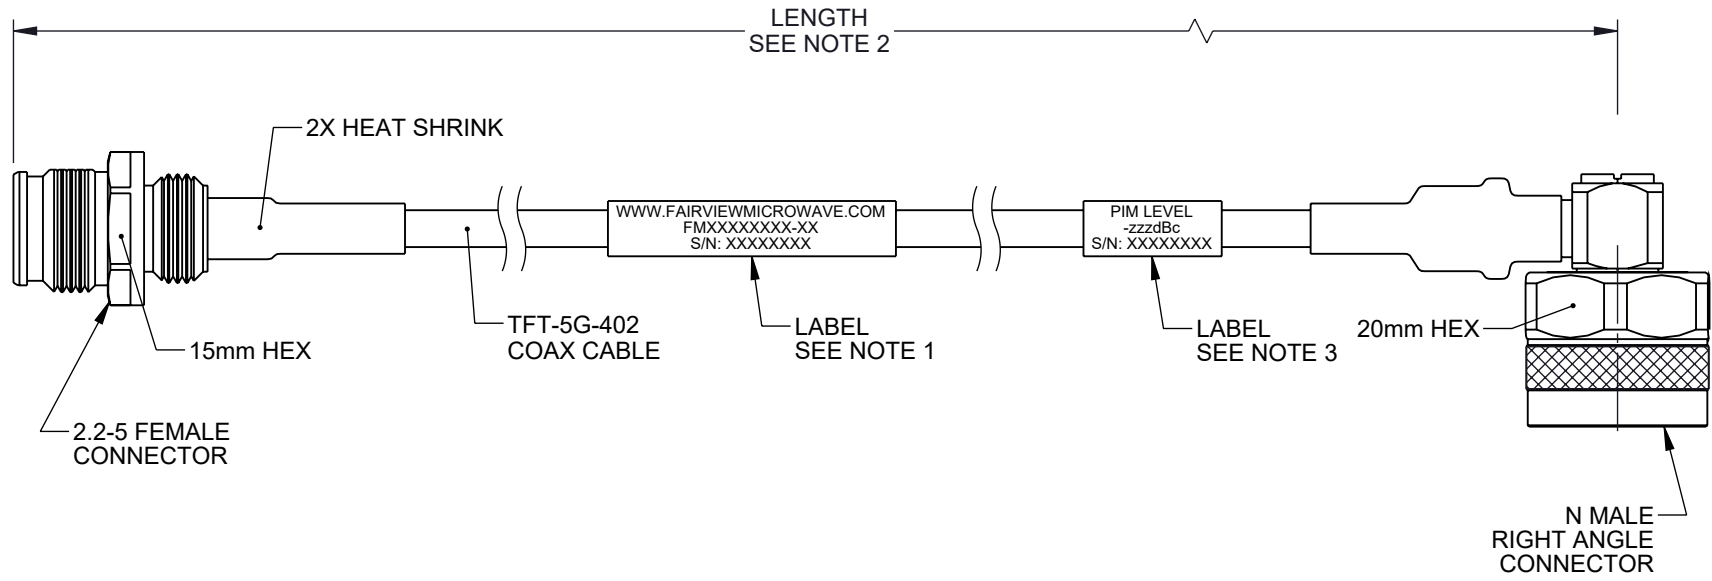 LENGTH
SEE NOTE 2
2X HEAT SHRINK
WWW.FAIRVIEWMICROWAVE.COM
FMXXXXXXXX-XX
S/N: XXXXXXXX
PIM LEVEL
-zzzdBc
S/N: XXXXXXXX
15mm HEX
TFT-5G-402
COAX CABLE
LABEL
SEE NOTE 1
LABEL
SEE NOTE 3
20mm HEX
2.2-5 FEMALE
CONNECTOR
N MALE
RIGHT ANGLE
CONNECTOR